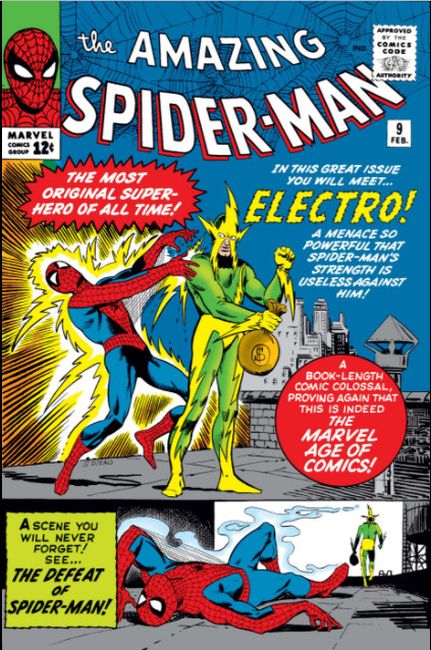 the AMAZING
SPIDER-MAN
IND.
APPROVED
BY THE
COMICS
CODE
AUTHORITY
MARVEL
COMICS
GROUP 12¢
9
FEB.
THE MOST
ORIGINAL SUPER-
HERO OF ALL TIME!
IN THIS GREAT ISSUE
YOU WILL MEET...
ELECTRO!
A MENACE SO
POWERFUL THAT
SPIDER-MAN'S
STRENGTH IS
USELESS AGAINST
HIM!
$
A
BOOK-LENGTH
COMIC COLOSSAL,
PROVING AGAIN THAT
THIS IS INDEED
THE
MARVEL
AGE OF
COMICS!
S. DITKO
A SCENE YOU
WILL NEVER
FORGET!
SEE...
THE DEFEAT
OF
SPIDER-MAN!